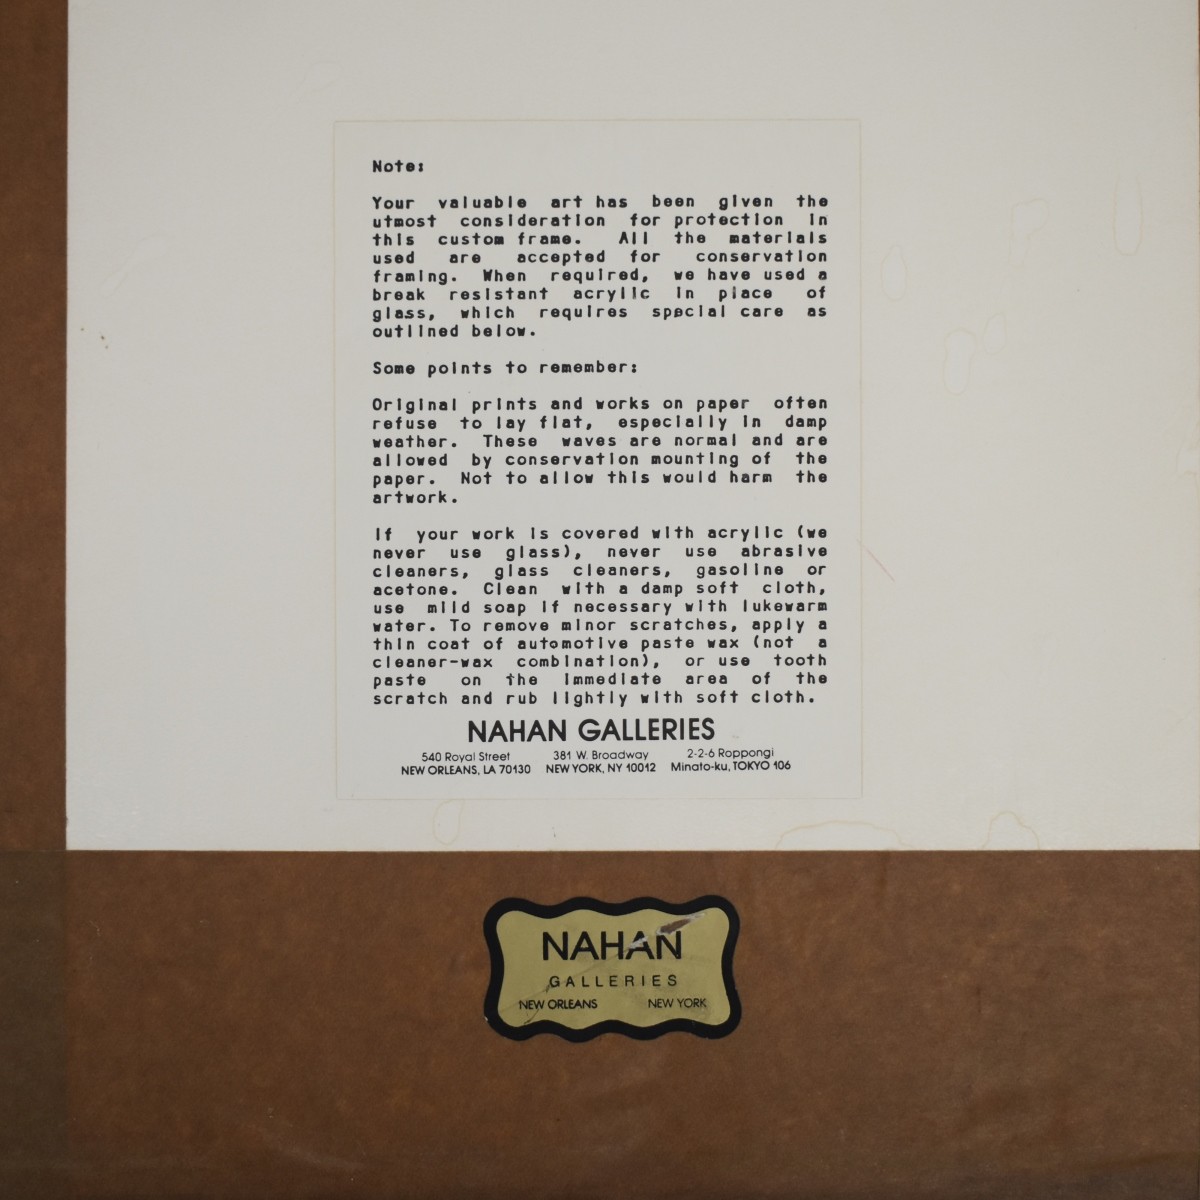 Note:
Your valuable art has been given the
utmost consideration for protection in
this custom frame. All the materials
used are accepted for conservation
framing. When required, we have used a
break resistant acrylic in place of
glass, which requires special care as
outlined below.
Some points to remember:
Original prints and works on paper often
refuse to lay flat, especially in damp
weather. These waves are normal and are
allowed by conservation mounting of the
paper. Not to allow this would harm the
artwork.
If your work is covered with acrylic (we
never use glass), never use abrasive
cleaners, glass cleaners, gasoline or
acetone. Clean with a damp soft cloth,
use mild soap if necessary with lukewarm
water. To remove minor scratches, apply a
thin coat of automotive paste wax (not a
cleaner-wax combination), or use tooth
paste on the immediate area of the
scratch and rub lightly with soft cloth.
NAHAN GALLERIES
540 Royal Street 381 W. Broadway 2-2-6 Roppongi
NEW ORLEANS, LA 70130 NEW YORK, NY 10012 Minato-ku, TOKYO 106
NAHAN
GALLERIES
NEW ORLEANS NEW YORK